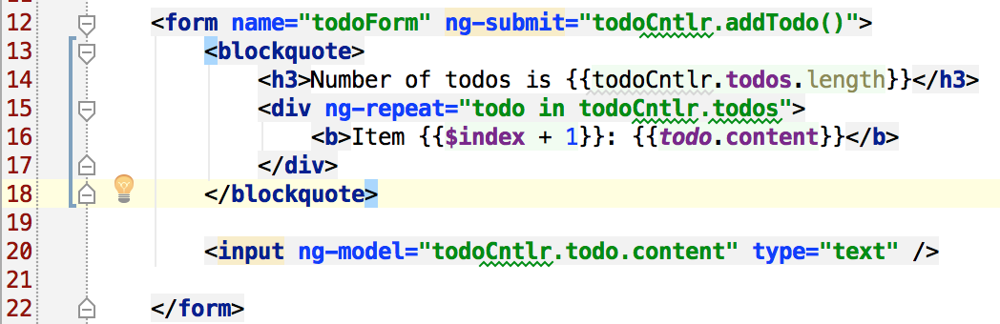 12 <form name="todoForm" ng-submit="todoCntlr.addTodo()">
13 <blockquote>
14 <h3>Number of todos is {{todoCntlr.todos.length}}</h3>
15 <div ng-repeat="todo in todoCntlr.todos">
16 <b>Item {{$index + 1}}: {{todo.content}}</b>
17 </div>
18 </blockquote>
19
20 <input ng-model="todoCntlr.todo.content" type="text" />
21
22 </form>